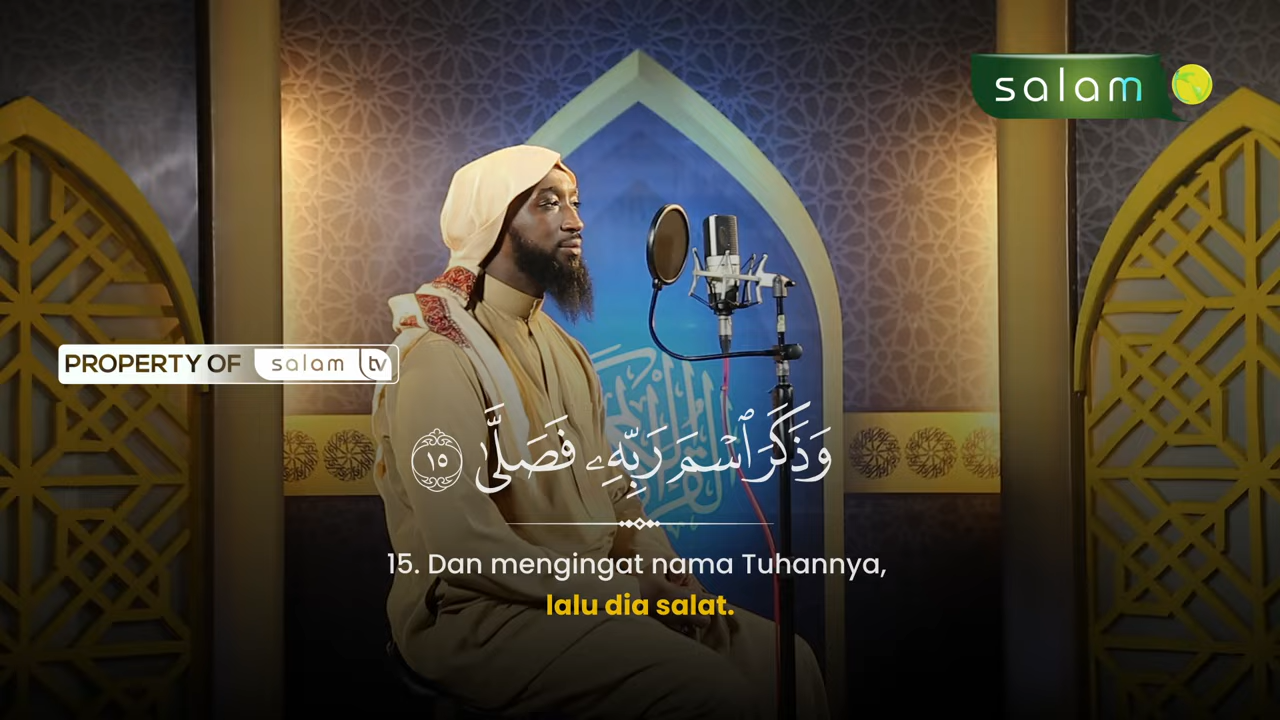 salam
PROPERTY OF salam tv
وَذَكَرَ ٱسْمَ رَبِّهِۦ فَصَلَّىٰ ١٥
15. Dan mengingat nama Tuhannya,
lalu dia salat.